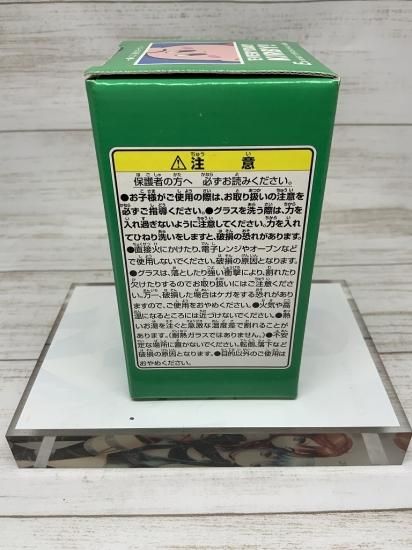 KIRBY!
⚠注意
保護者の方へ 必ずお読みください。
●お子様がご使用の際は、お取り扱いの注意を
必ずご指導ください。●グラスを洗う際は、力を
入れ過ぎないように注意してください。力を入れ
てひねり洗いをしますと、破損の恐れがあります。
●直接火にかけたり、電子レンジやオーブンなど
で使用しないでください。破損の原因となります。
●グラスは、落としたり強い衝撃により、割れたり
欠けたりするのでお取り扱いにはご注意くださ
い。万一、破損した場合はケガをする恐れがあり
ますので、ご使用をおやめください。●火気や高
温になるところには近づけないでください。●熱
いお湯を注ぐと急激な温度差で割れることが
あります。(耐熱ガラスではありません。)●不安
定な場所に置かないでください。転倒、落下など
破損の原因となります。●目的以外のご使用は
おやめください。